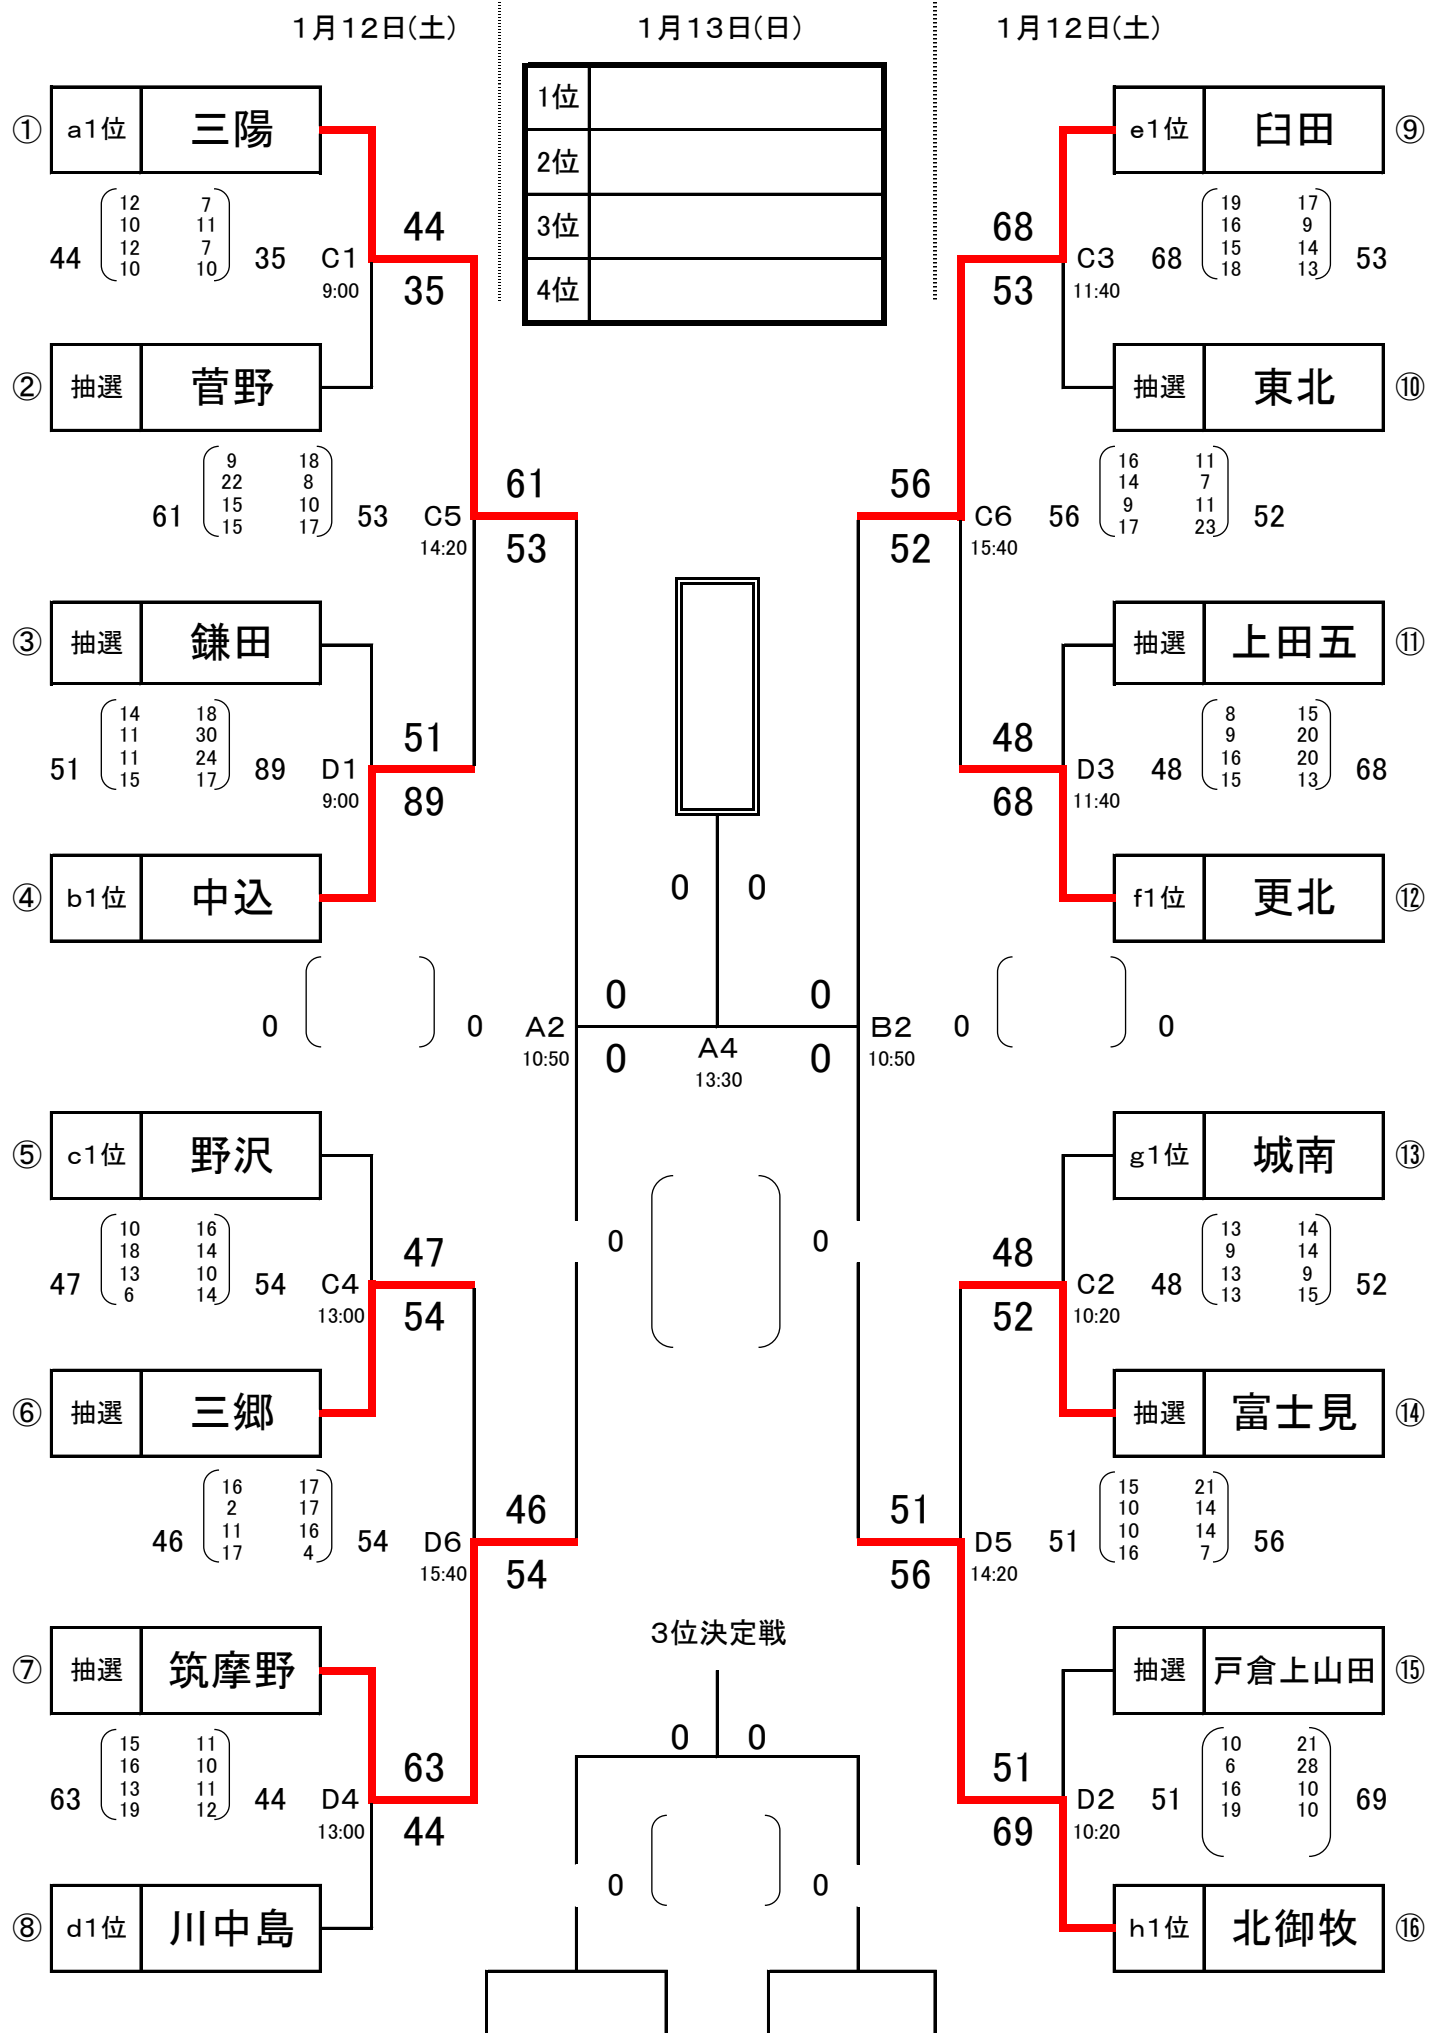 1月12日(土)
1月13日(日)
1月12日(土)
1位
2位
3位
4位
① a1位 三陽
44 12 7 35
10 11
12 7
10 10
C1
9:00
44
35
② 抽選 菅野
61 9 18 53
22 8
15 10
15 17
C5
14:20
61
53
③ 抽選 鎌田
51 14 18 89
11 30
11 24
15 17
D1
9:00
51
89
④ b1位 中込
0 0
A2
10:50
0
0
⑤ c1位 野沢
47 10 16 54
18 14
13 10
6 14
C4
13:00
47
54
⑥ 抽選 三郷
46 16 17 54
2 17
11 16
17 4
D6
15:40
46
54
⑦ 抽選 筑摩野
63 15 11 44
16 10
13 11
19 12
D4
13:00
63
44
⑧ d1位 川中島
0 0
A4
13:30
0 0
3位決定戦
0 0
0 0
e1位 臼田 ⑨
68
53
C3
11:40
68 19 17 53
16 9
15 14
18 13
抽選 東北 ⑩
56
52
C6
15:40
56 16 11 52
14 7
9 11
17 23
抽選 上田五 ⑪
48
68
D3
11:40
48 8 15 68
9 20
16 20
15 13
f1位 更北 ⑫
0
0
B2
10:50
0 0
g1位 城南 ⑬
48
52
C2
10:20
48 13 14 52
9 14
13 9
13 15
抽選 富士見 ⑭
51
56
D5
14:20
51 15 21 56
10 14
10 14
16 7
抽選 戸倉上山田 ⑮
51
69
D2
10:20
51 10 21 69
6 28
16 10
19 10
h1位 北御牧 ⑯